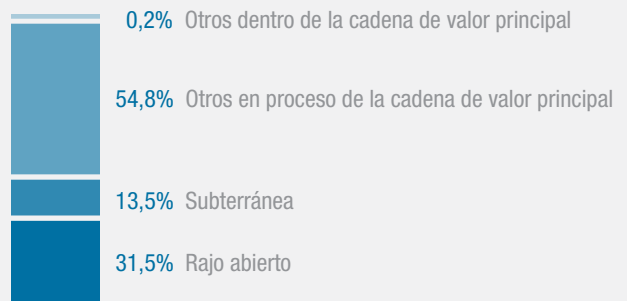 0,2% Otros dentro de la cadena de valor principal
54,8% Otros en proceso de la cadena de valor principal
13,5% Subterránea
31,5% Rajo abierto